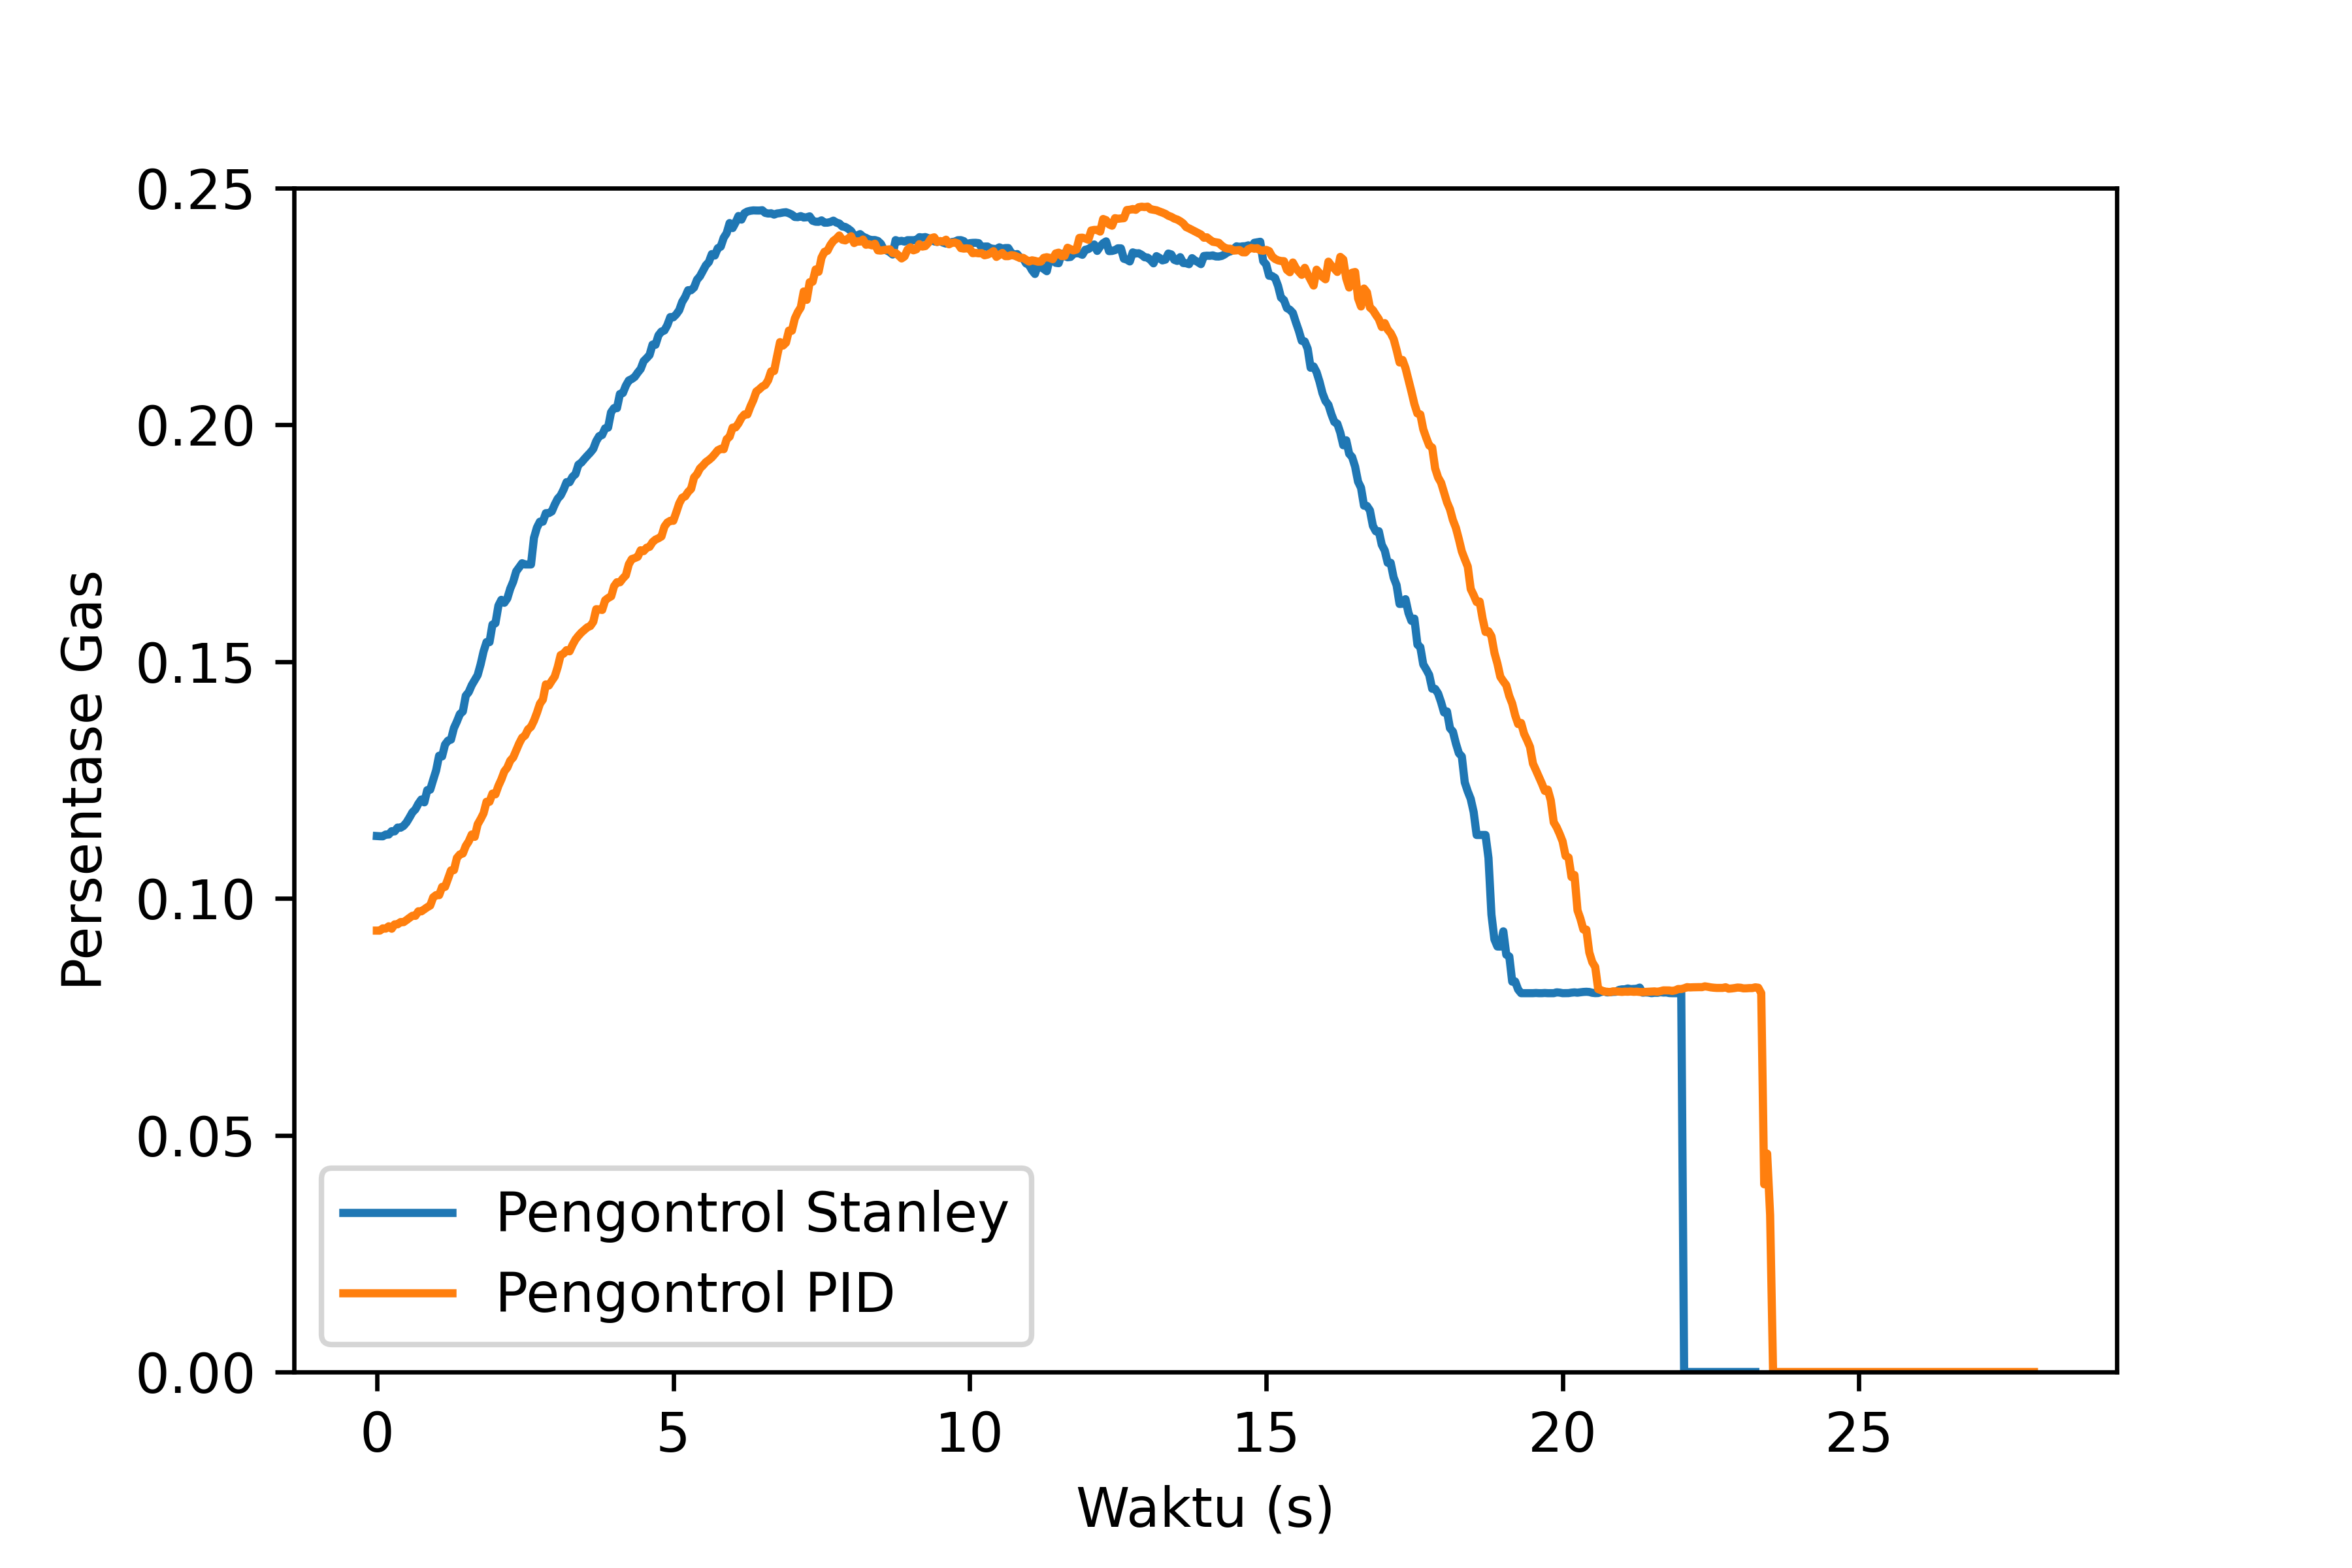 0.25
0.20
0.15
0.10
0.05
0.00
Persentase Gas
Pengontrol Stanley
Pengontrol PID
0 5 10 15 20 25
Waktu (s)